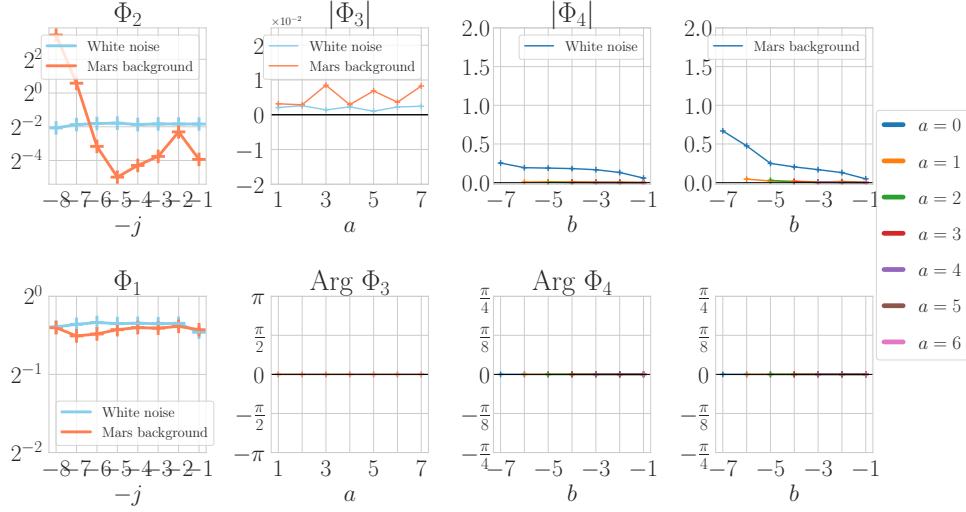 Φ₂
|Φ₃|
|Φ₄|
2²
2⁰
2⁻²
2⁻⁴
White noise
Mars background
−8 −7 −6 −5 −4 −3 −2 −1
−j
×10⁻²
2
1
0
−1
−2
White noise
Mars background
1 3 5 7
a
2.0
1.5
1.0
0.5
0.0
White noise
−7 −5 −3 −1
b
2.0
1.5
1.0
0.5
0.0
Mars background
−7 −5 −3 −1
b
a = 0
a = 1
a = 2
a = 3
a = 4
a = 5
a = 6
Φ₁
Arg Φ₃
Arg Φ₄
2⁰
2⁻¹
2⁻²
White noise
Mars background
−8 −7 −6 −5 −4 −3 −2 −1
−j
π
π/2
0
−π/2
−π
1 3 5 7
a
π/4
π/8
0
−π/8
−π/4
−7 −5 −3 −1
b
π/4
π/8
0
−π/8
−π/4
−7 −5 −3 −1
b